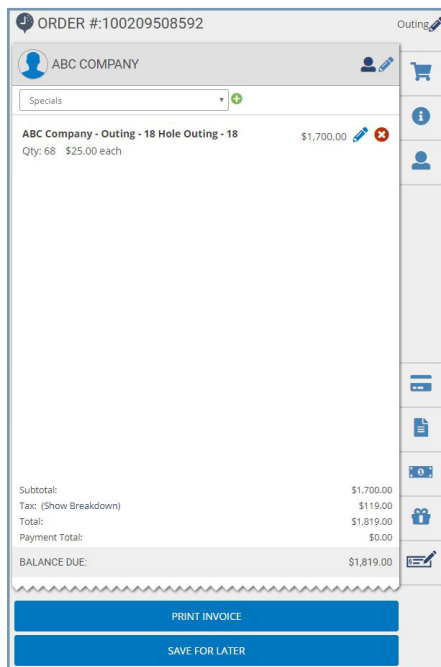 ORDER #:100209508592
Outing
ABC COMPANY
Specials
ABC Company - Outing - 18 Hole Outing - 18
$1,700.00
Qty: 68 $25.00 each
Subtotal: $1,700.00
Tax: (Show Breakdown) $119.00
Total: $1,819.00
Payment Total: $0.00
BALANCE DUE: $1,819.00
PRINT INVOICE
SAVE FOR LATER